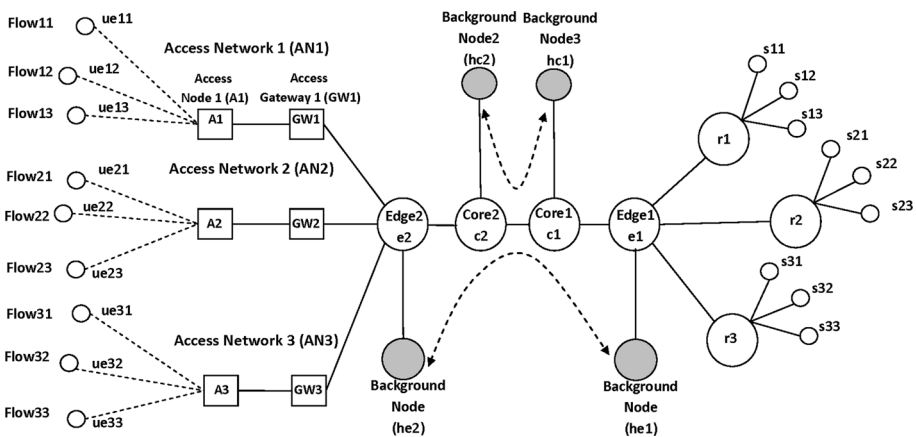 Flow11
ue11
Flow12
ue12
Flow13
ue13
Access Network 1 (AN1)
Access
Node 1 (A1)
Access
Gateway 1 (GW1)
A1
GW1
Access Network 2 (AN2)
Flow21
ue21
Flow22
ue22
Flow23
ue23
A2
GW2
Flow31
ue31
Flow32
ue32
Flow33
ue33
Access Network 3 (AN3)
A3
GW3
Background
Node2
(hc2)
Background
Node3
hc1)
Edge2
e2
Core2
c2
Core1
c1
Edge1
e1
Background
Node
(he2)
Background
Node
(he1)
r1
s11
s12
s13
r2
s21
s22
s23
r3
s31
s32
s33